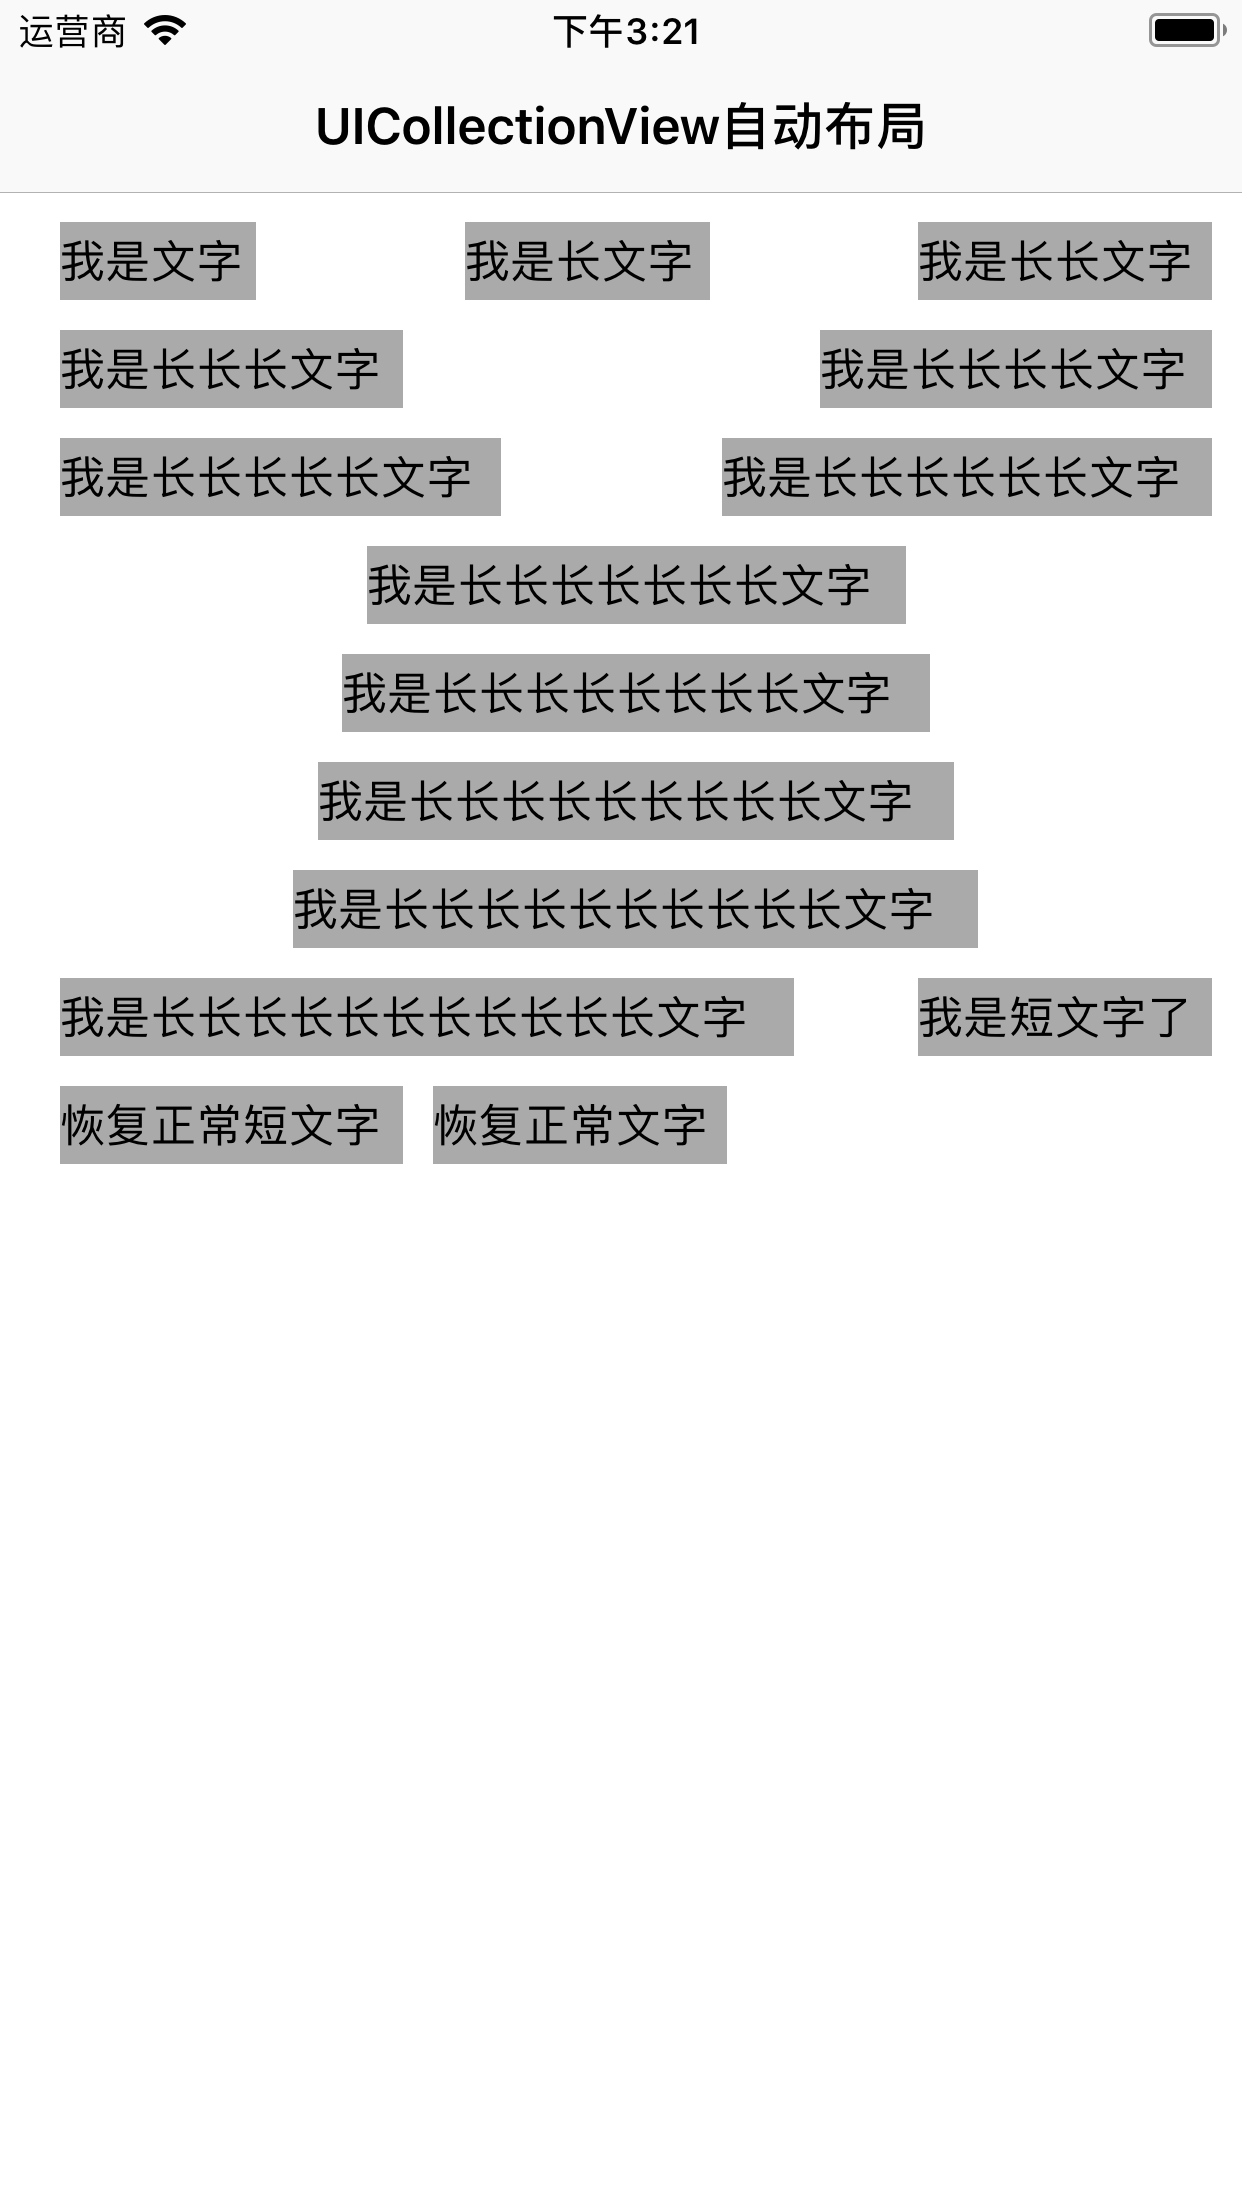 运营商 下午3:21
UICollectionView自动布局
我是文字 我是长文字 我是长长文字
我是长长长文字 我是长长长长文字
我是长长长长长文字 我是长长长长长长文字
我是长长长长长长长文字
我是长长长长长长长长文字
我是长长长长长长长长长文字
我是长长长长长长长长长长文字
我是长长长长长长长长长长长文字 我是短文字了
恢复正常短文字 恢复正常文字